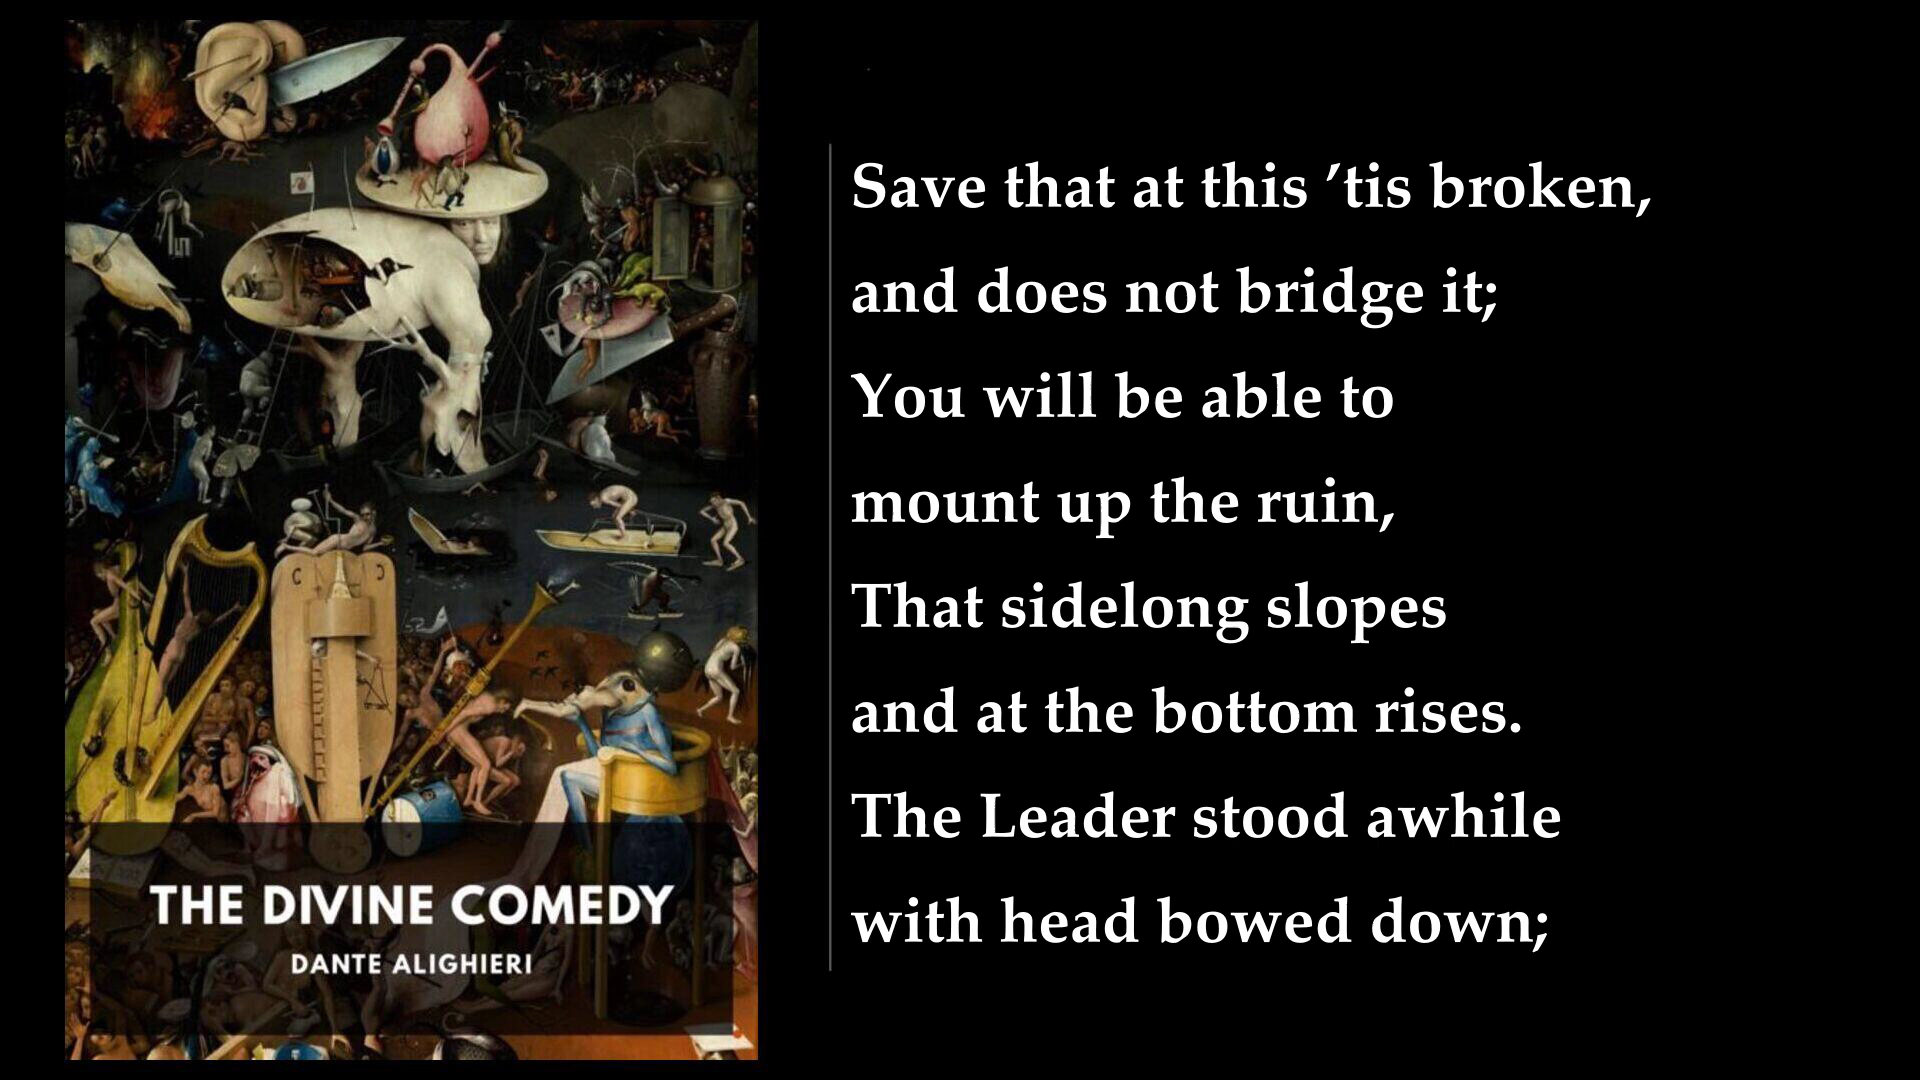 Save that at this ’tis broken,
and does not bridge it;
You will be able to
mount up the ruin,
That sidelong slopes
and at the bottom rises.
The Leader stood awhile
with head bowed down;
THE DIVINE COMEDY
DANTE ALIGHIERI